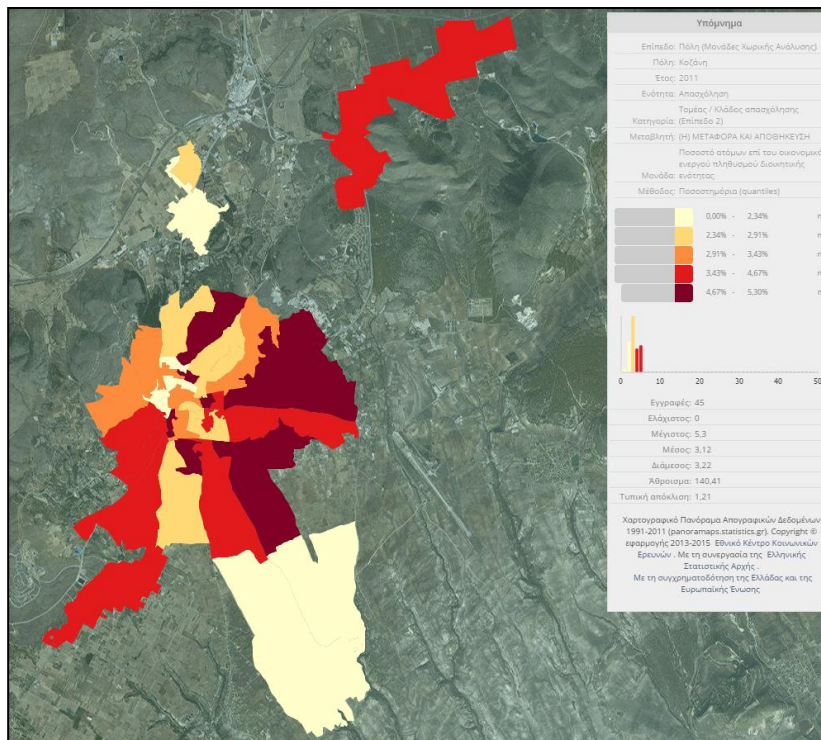 Υπόμνημα
Επίπεδο: Πόλη (Μονάδες Χωρικής Ανάλυσης)
Πόλη: Κοζάνη
Έτος: 2011
Ενότητα: Απασχόληση
Τομέας / Κλάδος απασχόλησης
Κατηγορία: (Επίπεδο 2)
Μεταβλητή: (Η) ΜΕΤΑΦΟΡΑ ΚΑΙ ΑΠΟΘΗΚΕΥΣΗ
Ποσοστό ατόμων επί του οικονομικά
ενεργού πληθυσμού διοικητικής
Μονάδα: ενότητας
Μέθοδος: Ποσοστημόρια (quantiles)
0,00% - 2,34%
2,34% - 2,91%
2,91% - 3,43%
3,43% - 4,67%
4,67% - 5,30%
0 10 20 30 40 50
Εγγραφές: 45
Ελάχιστος: 0
Μέγιστος: 5,3
Μέσος: 3,12
Διάμεσος: 3,22
Άθροισμα: 140,41
Τυπική απόκλιση: 1,21
Χαρτογραφικό Πανόραμα Απογραφικών Δεδομένων
1991-2011 (panoramaps.statistics.gr). Copyright ©
εφαρμογής 2013-2015 Εθνικό Κέντρο Κοινωνικών
Ερευνών . Με τη συνεργασία της Ελληνικής
Στατιστικής Αρχής .
Με τη συγχρηματοδότηση της Ελλάδας και της
Ευρωπαϊκής Ένωσης